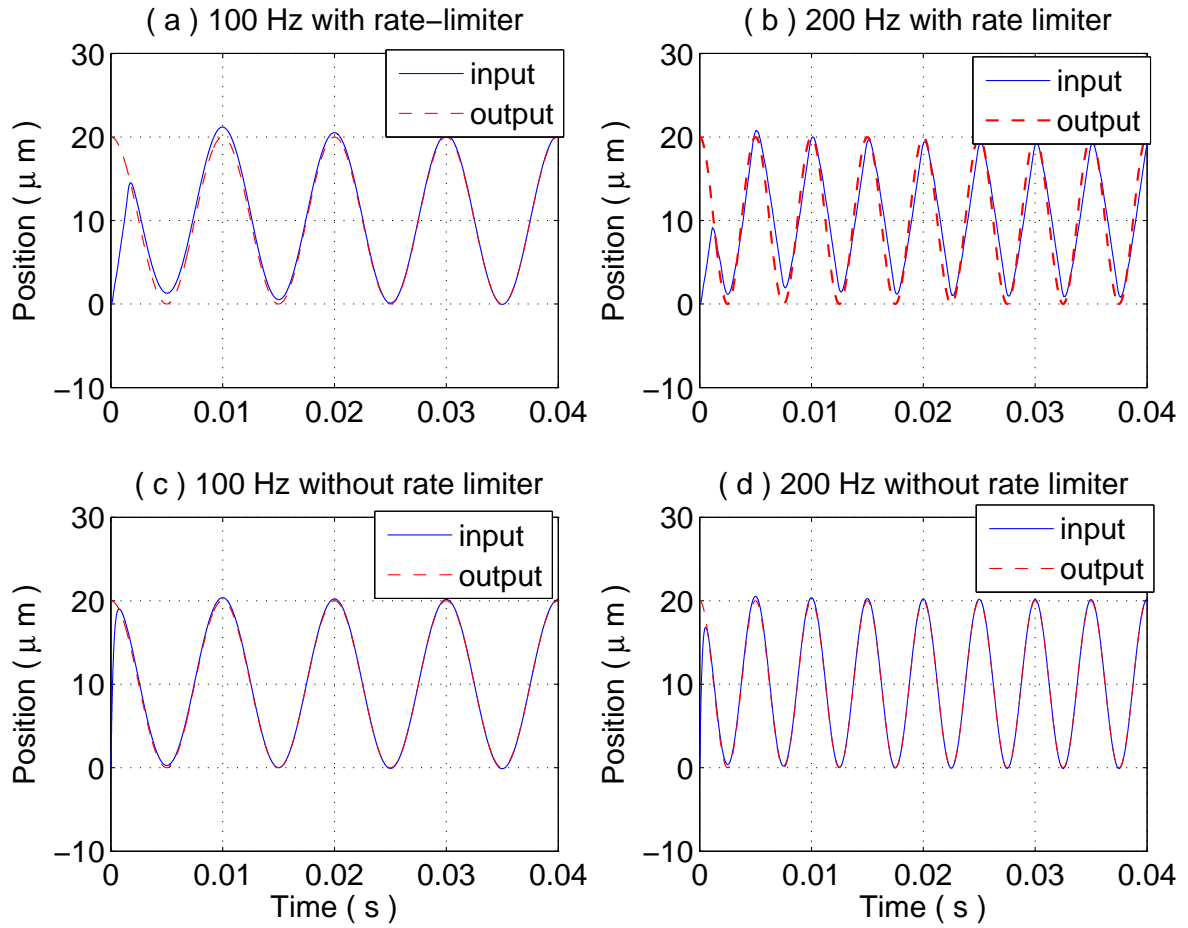 ( a ) 100 Hz with rate−limiter
30
20
10
0
−10
Position ( μ m )
input
output
0
0.01
0.02
0.03
0.04
( b ) 200 Hz with rate limiter
30
20
10
0
−10
Position ( μ m )
input
output
0
0.01
0.02
0.03
0.04
( c ) 100 Hz without rate limiter
30
20
10
0
−10
Position ( μ m )
input
output
0
0.01
0.02
0.03
0.04
Time ( s )
( d ) 200 Hz without rate limiter
30
20
10
0
−10
Position ( μ m )
input
output
0
0.01
0.02
0.03
0.04
Time ( s )